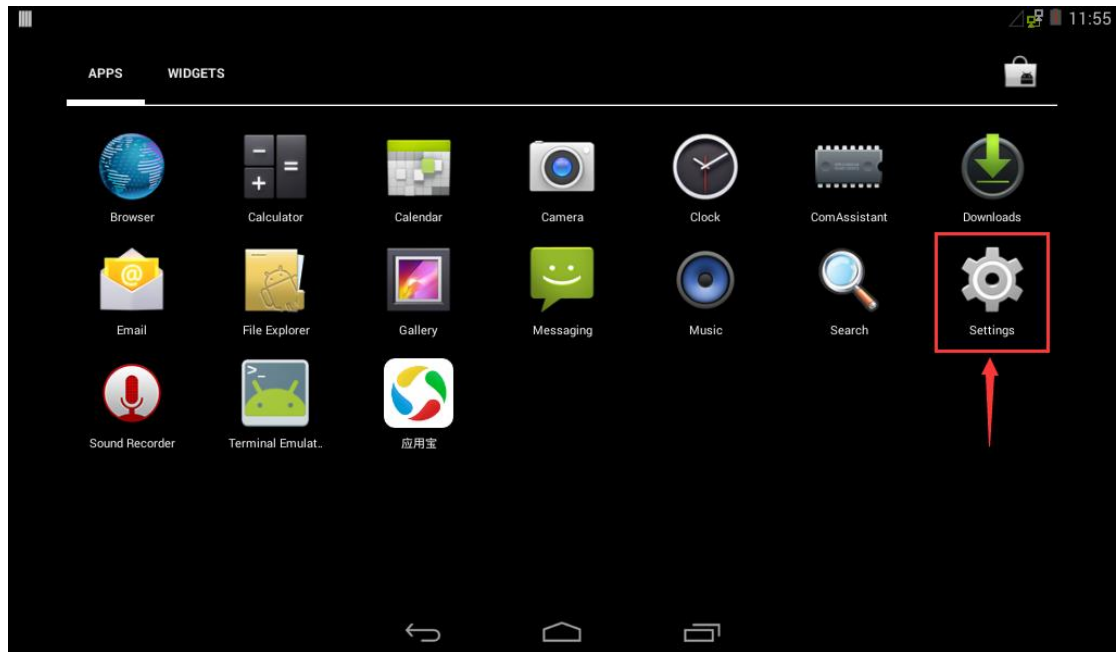 11:55
APPS WIDGETS
Browser Calculator Calendar Camera Clock ComAssistant Downloads
@
Email File Explorer Gallery Messaging Music Search Settings
>_
Sound Recorder Terminal Emulat.. 应用宝